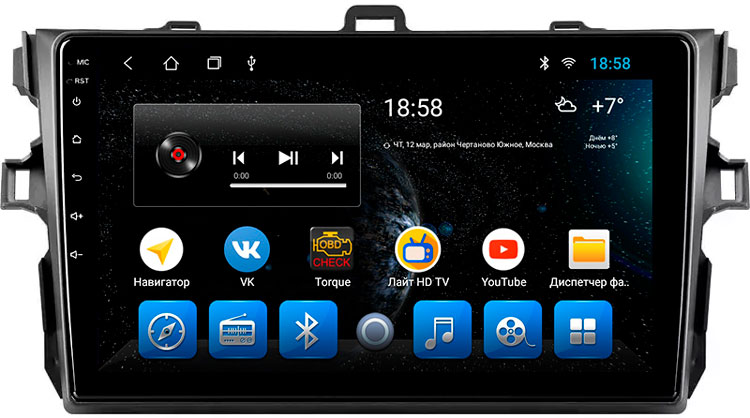 MIC
18:58
RST
18:58
+7°
ЧТ, 12 мар, район Чертаново Южное, Москва
Днём +8°
Ночью +5°
0:00
0:00
Навигатор
VK
OBD
CHECK
Torque
Лайт HD TV
YouTube
Диспетчер фа..